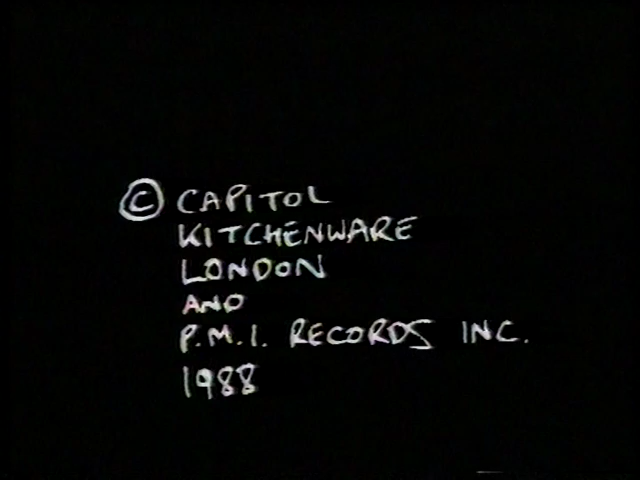 © CAPITOL
KITCHENWARE
LONDON
AND
P.M.I. RECORDS INC.
1988